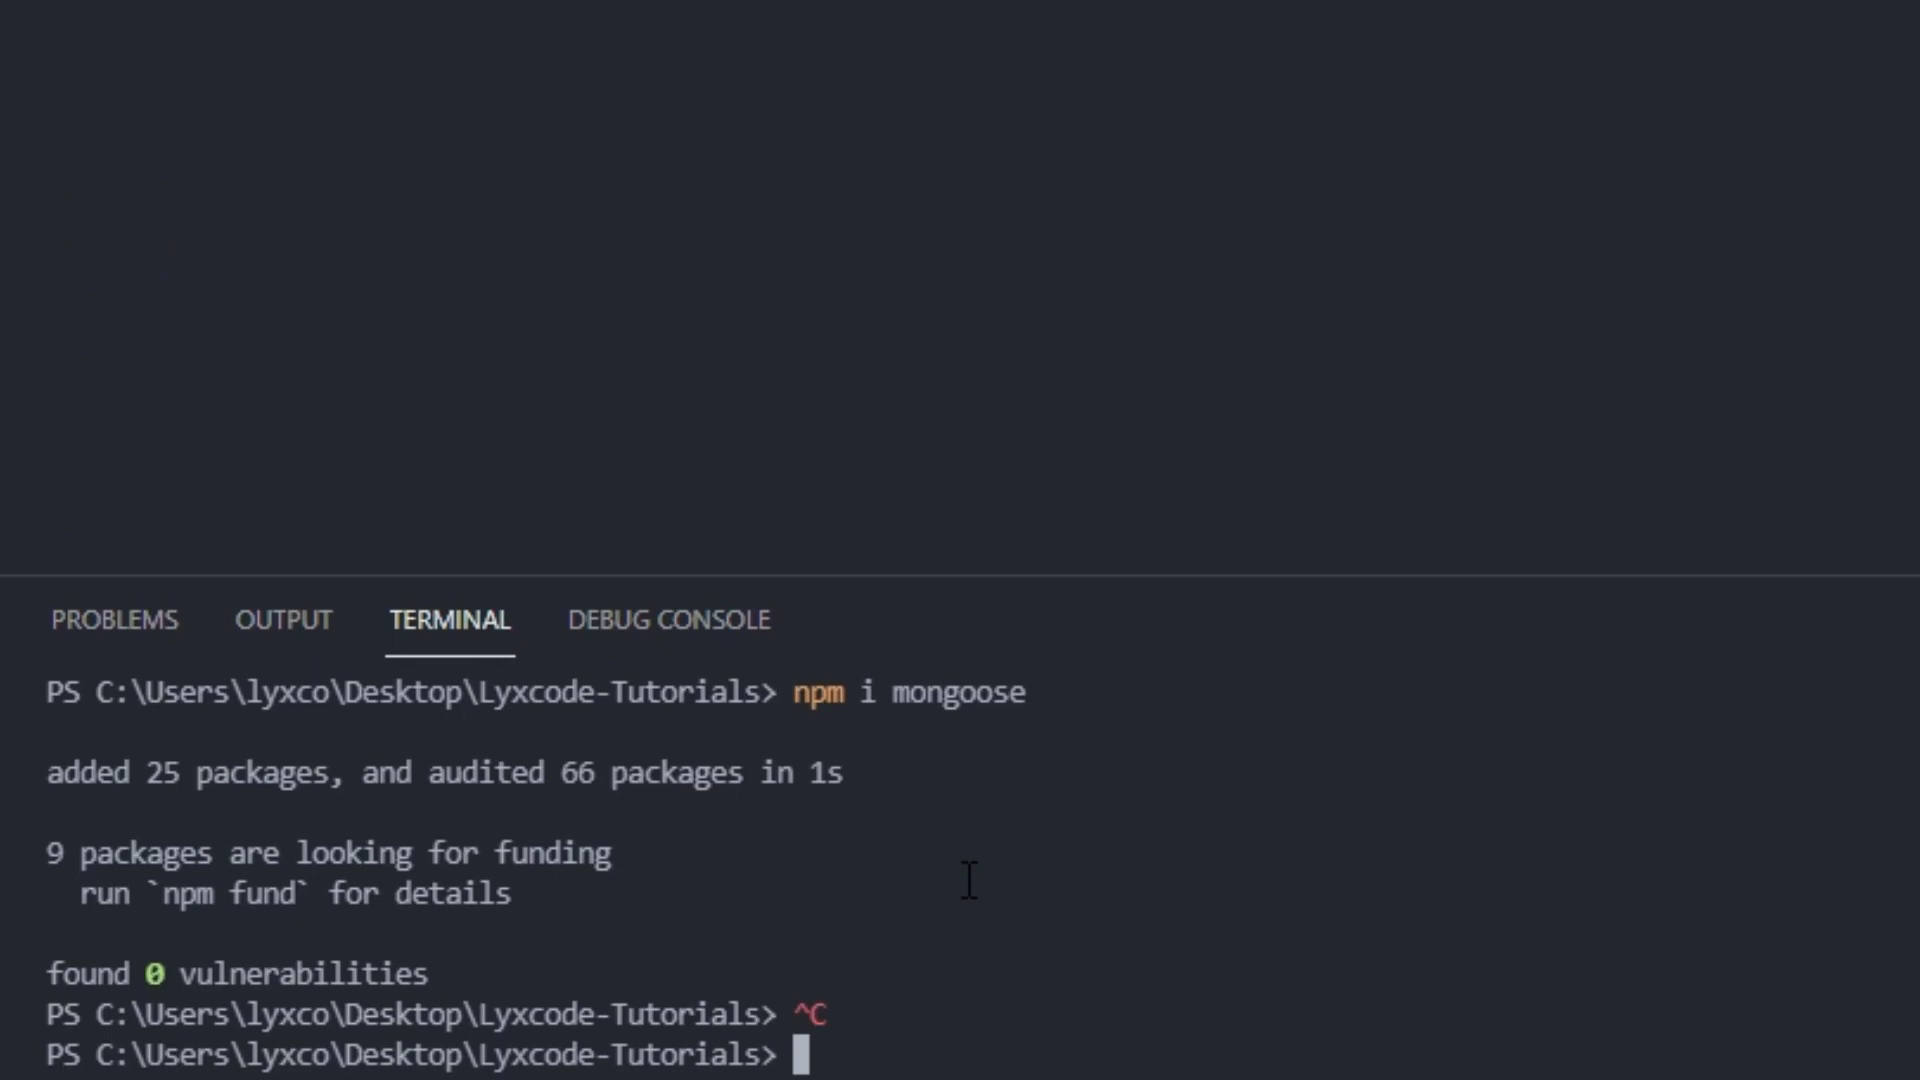 PROBLEMS OUTPUT TERMINAL DEBUG CONSOLE
PS C:\Users\lyxco\Desktop\Lyxcode-Tutorials> npm i mongoose
added 25 packages, and audited 66 packages in 1s
9 packages are looking for funding
run `npm fund` for details
found 0 vulnerabilities
PS C:\Users\lyxco\Desktop\Lyxcode-Tutorials> ^C
PS C:\Users\lyxco\Desktop\Lyxcode-Tutorials>